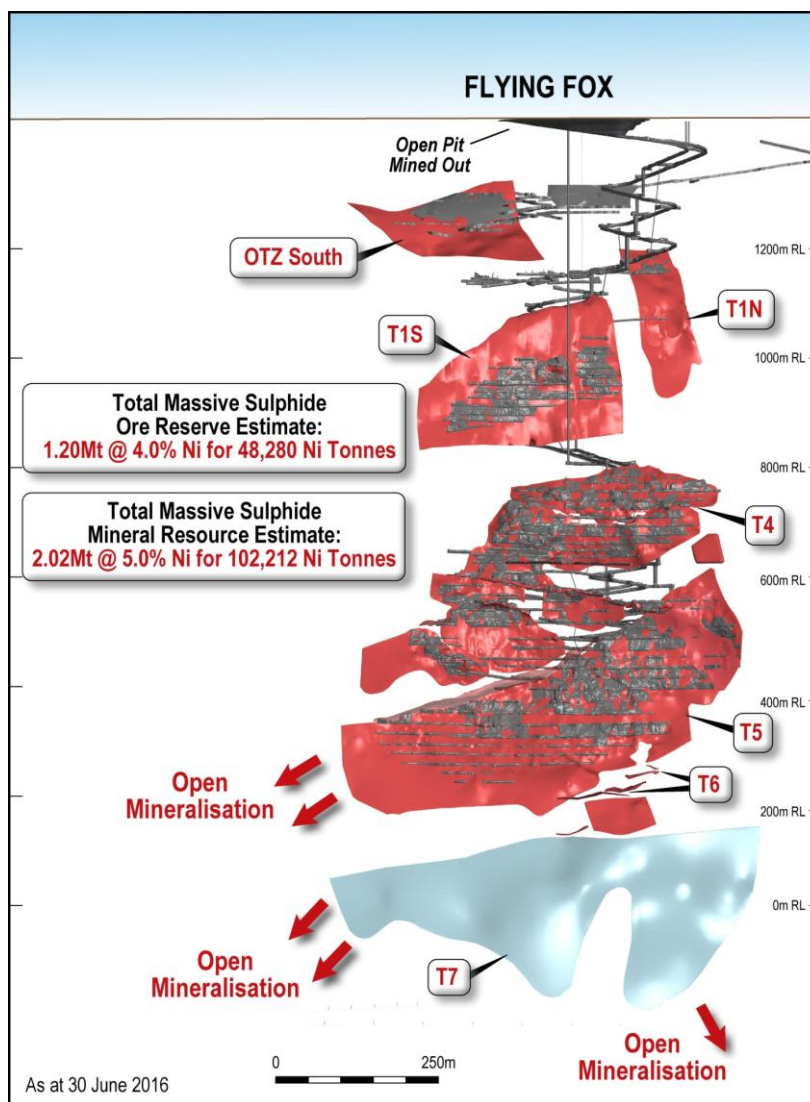 FLYING FOX
Open Pit
Mined Out
OTZ South
1200m RL
T1N
T1S
1000m RL
Total Massive Sulphide
Ore Reserve Estimate:
1.20Mt @ 4.0% Ni for 48,280 Ni Tonnes
800m RL
Total Massive Sulphide
Mineral Resource Estimate:
2.02Mt @ 5.0% Ni for 102,212 Ni Tonnes
T4
600m RL
400m RL
T5
Open
Mineralisation
T6
200m RL
0m RL
Open
Mineralisation
T7
Open
Mineralisation
0 250m
As at 30 June 2016